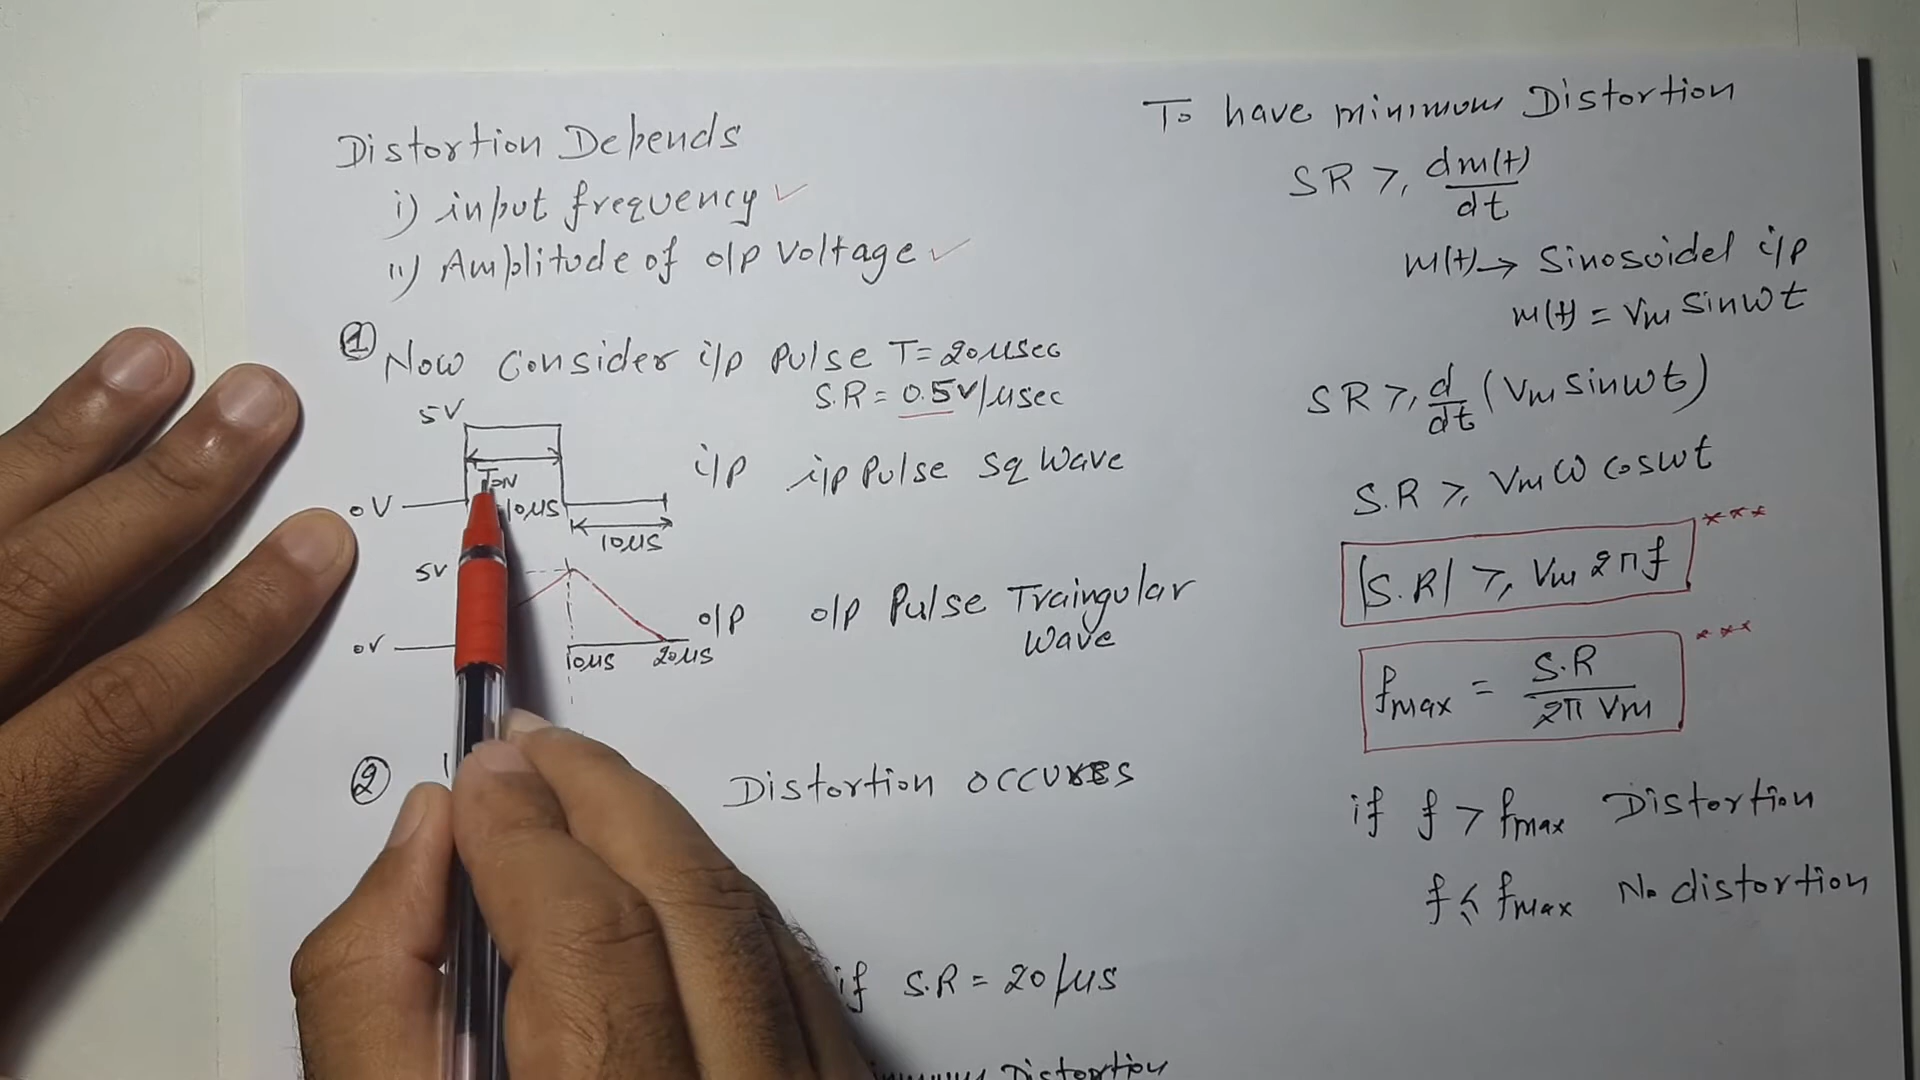 Distortion Depends
i) input frequency ✓
ii) Amplitude of o/p Voltage ✓
① Now Consider i/p Pulse T=20μsec
S.R = 0.5V/μsec
5V
TON
=10μs
0V
10μs
i/p i/p Pulse Sq Wave
5V
0V
10μs 20μs
o/p o/p Pulse Traingular
Wave
②
Distortion occures
if S.R = 20/μs
Distortion
To have minimum Distortion
SR ≥ dm(t)/dt
m(t) → Sinosoidel i/p
m(t) = Vm Sinωt
SR ≥ d/dt (Vm sinωt)
S.R ≥ Vm ω cosωt
|S.R| ≥ Vm 2πf ***
fmax = S.R / 2π Vm ***
if f > fmax Distortion
f ≤ fmax No distortion